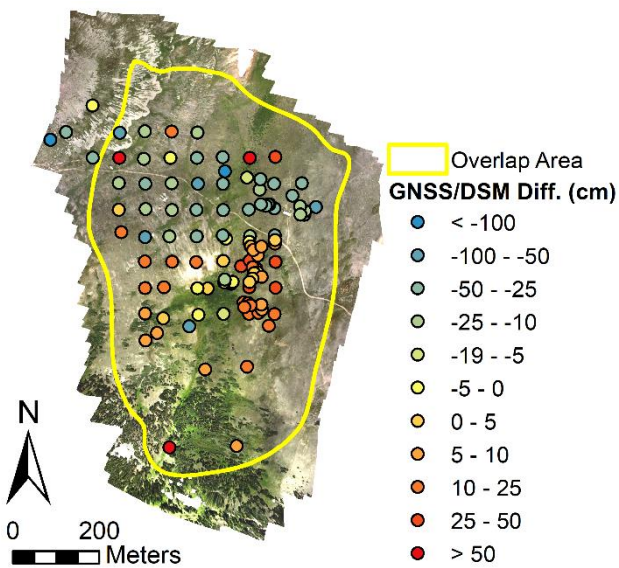 Overlap Area
GNSS/DSM Diff. (cm)
< -100
-100 - -50
-50 - -25
-25 - -10
-19 - -5
-5 - 0
0 - 5
5 - 10
10 - 25
25 - 50
> 50
N
0 200
Meters